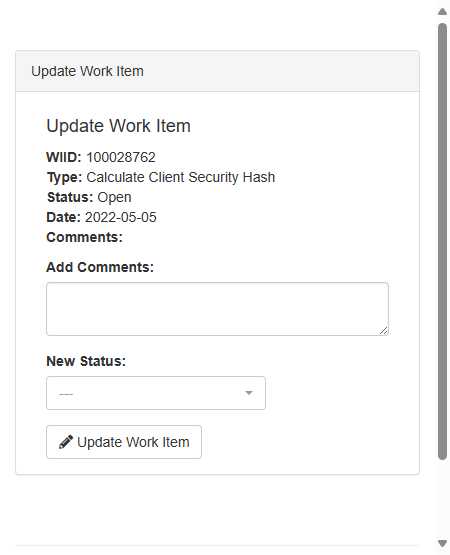 Update Work Item
Update Work Item
WIID: 100028762
Type: Calculate Client Security Hash
Status: Open
Date: 2022-05-05
Comments:
Add Comments:
New Status:
---
Update Work Item